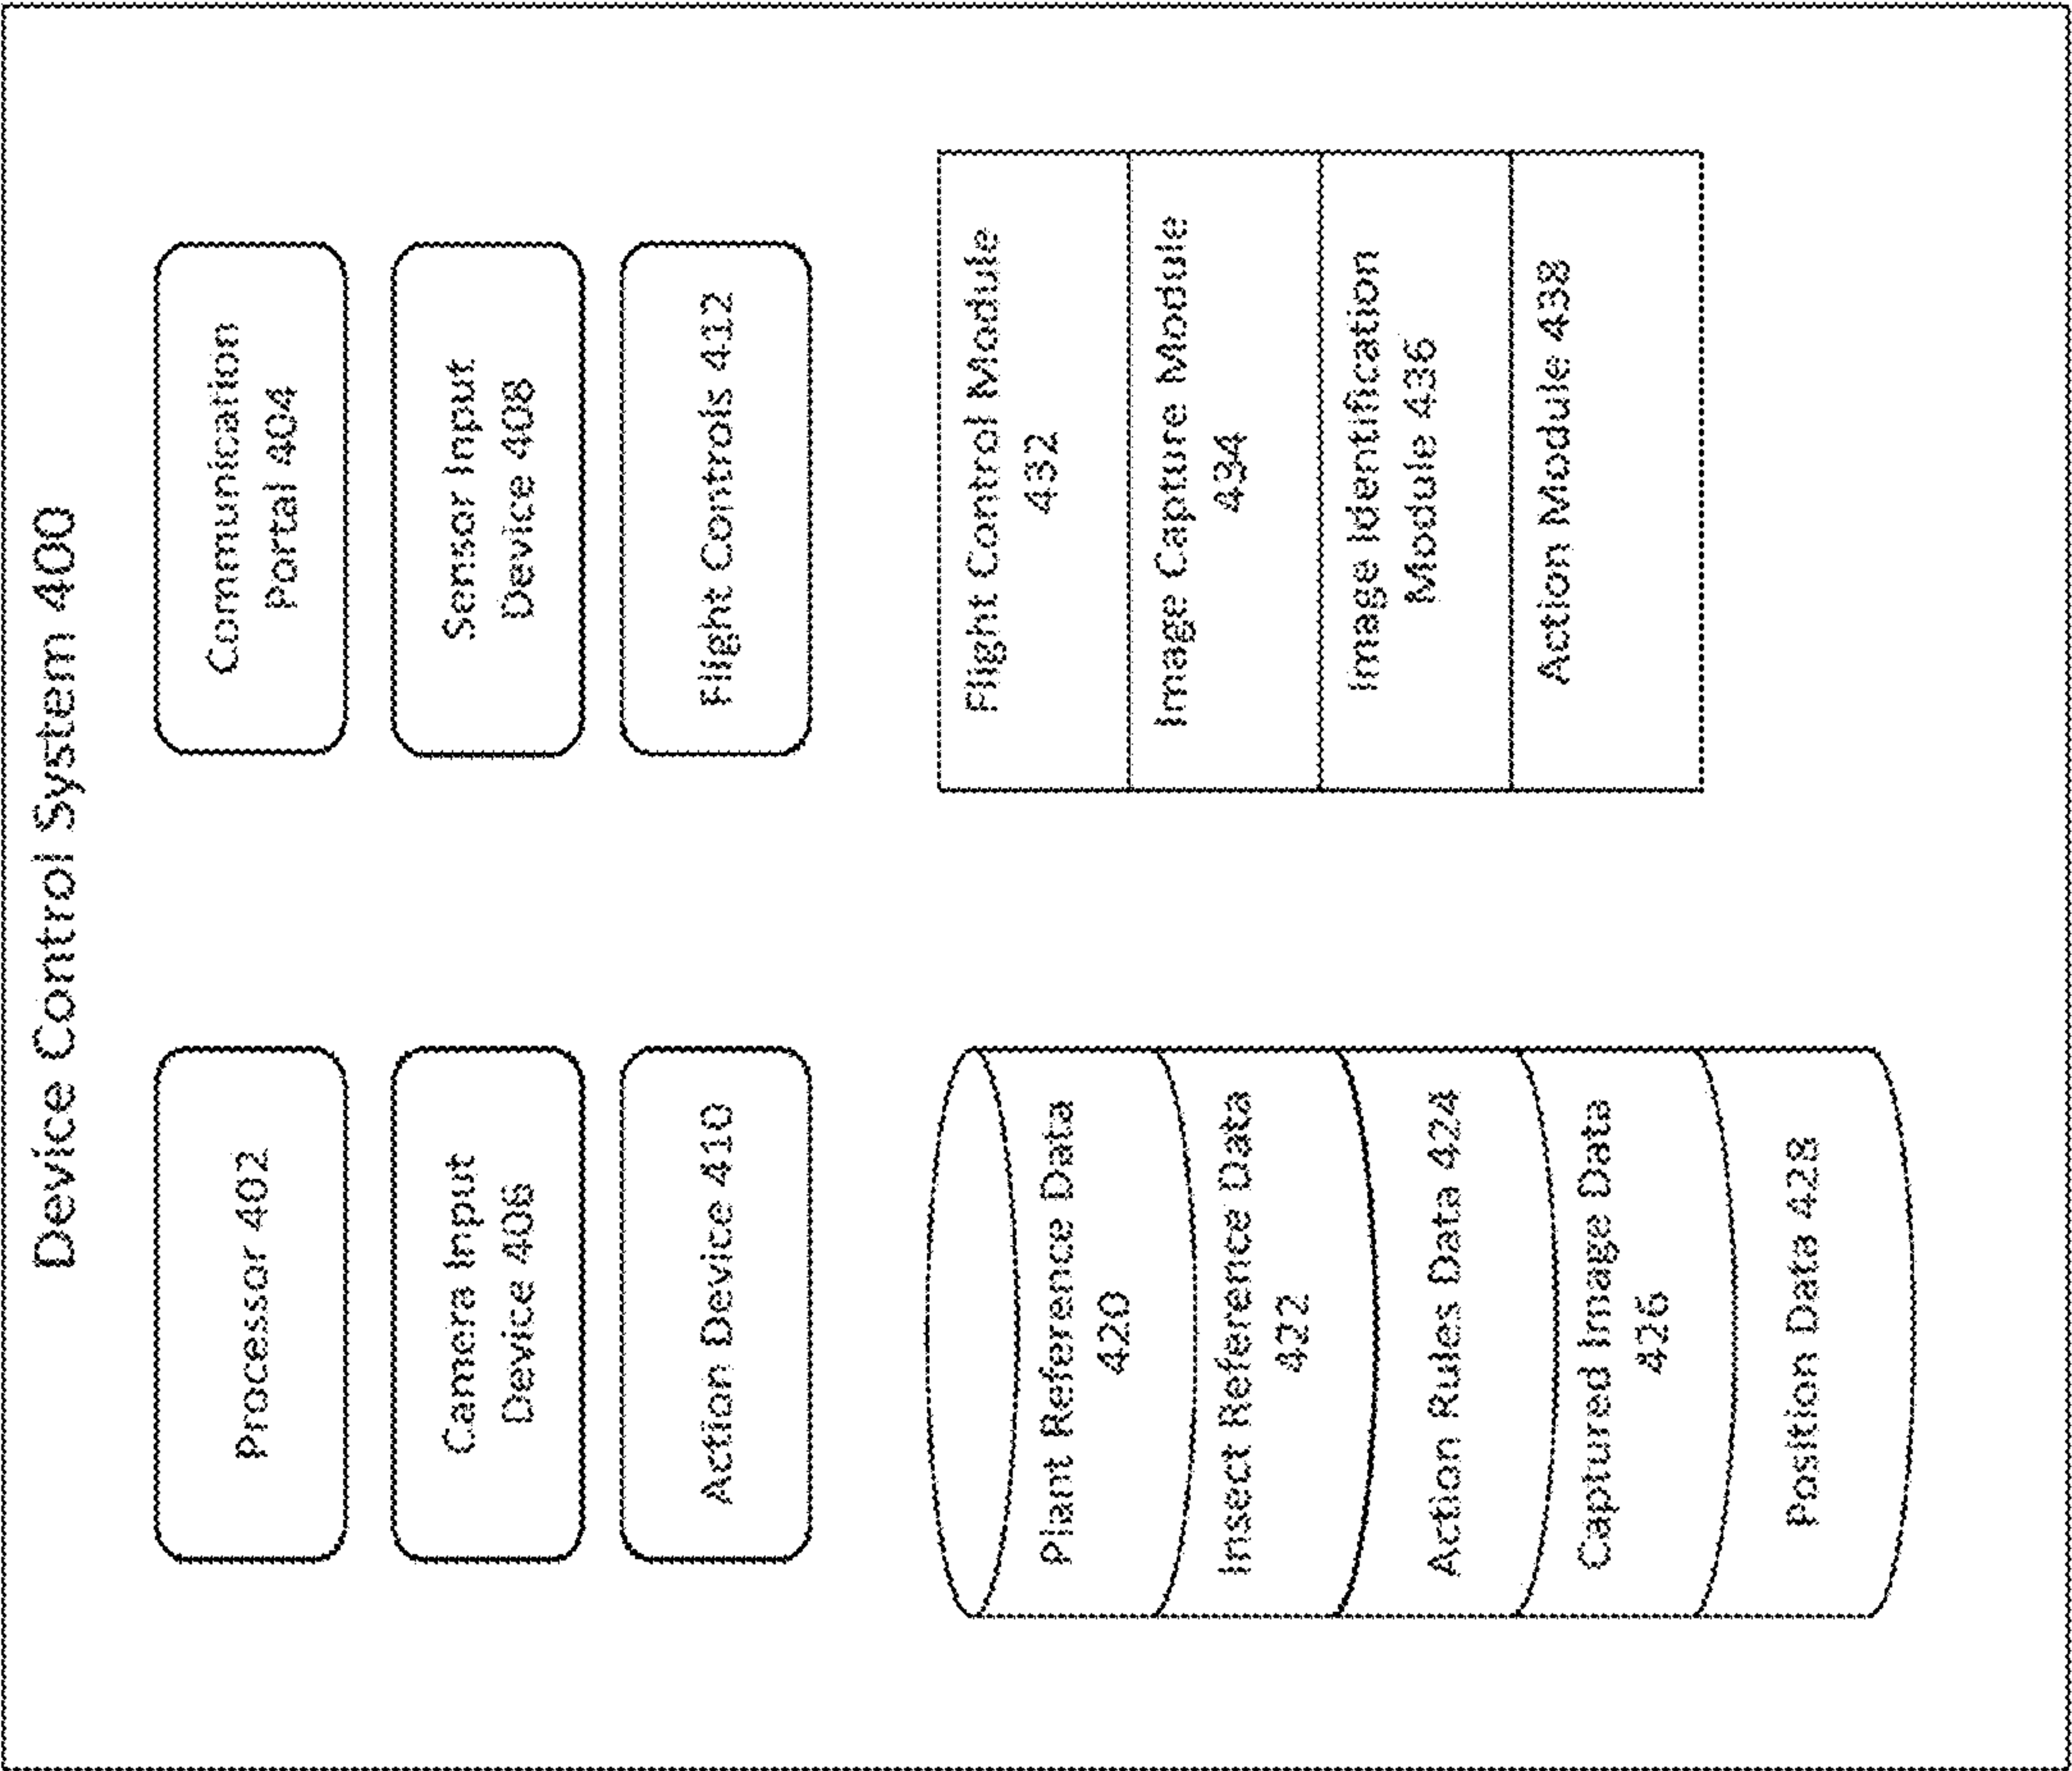 Device Control System 400
Processor 402
Communication
Portal 404
Camera Input
Device 406
Sensor Input
Device 408
Action Device 410
Flight Controls 412
Plant Reference Data
420
Insect Reference Data
422
Action Rules Data 424
Captured Image Data
426
Position Data 428
Flight Control Module
432
Image Capture Module
434
Image Identification
Module 436
Action Module 438